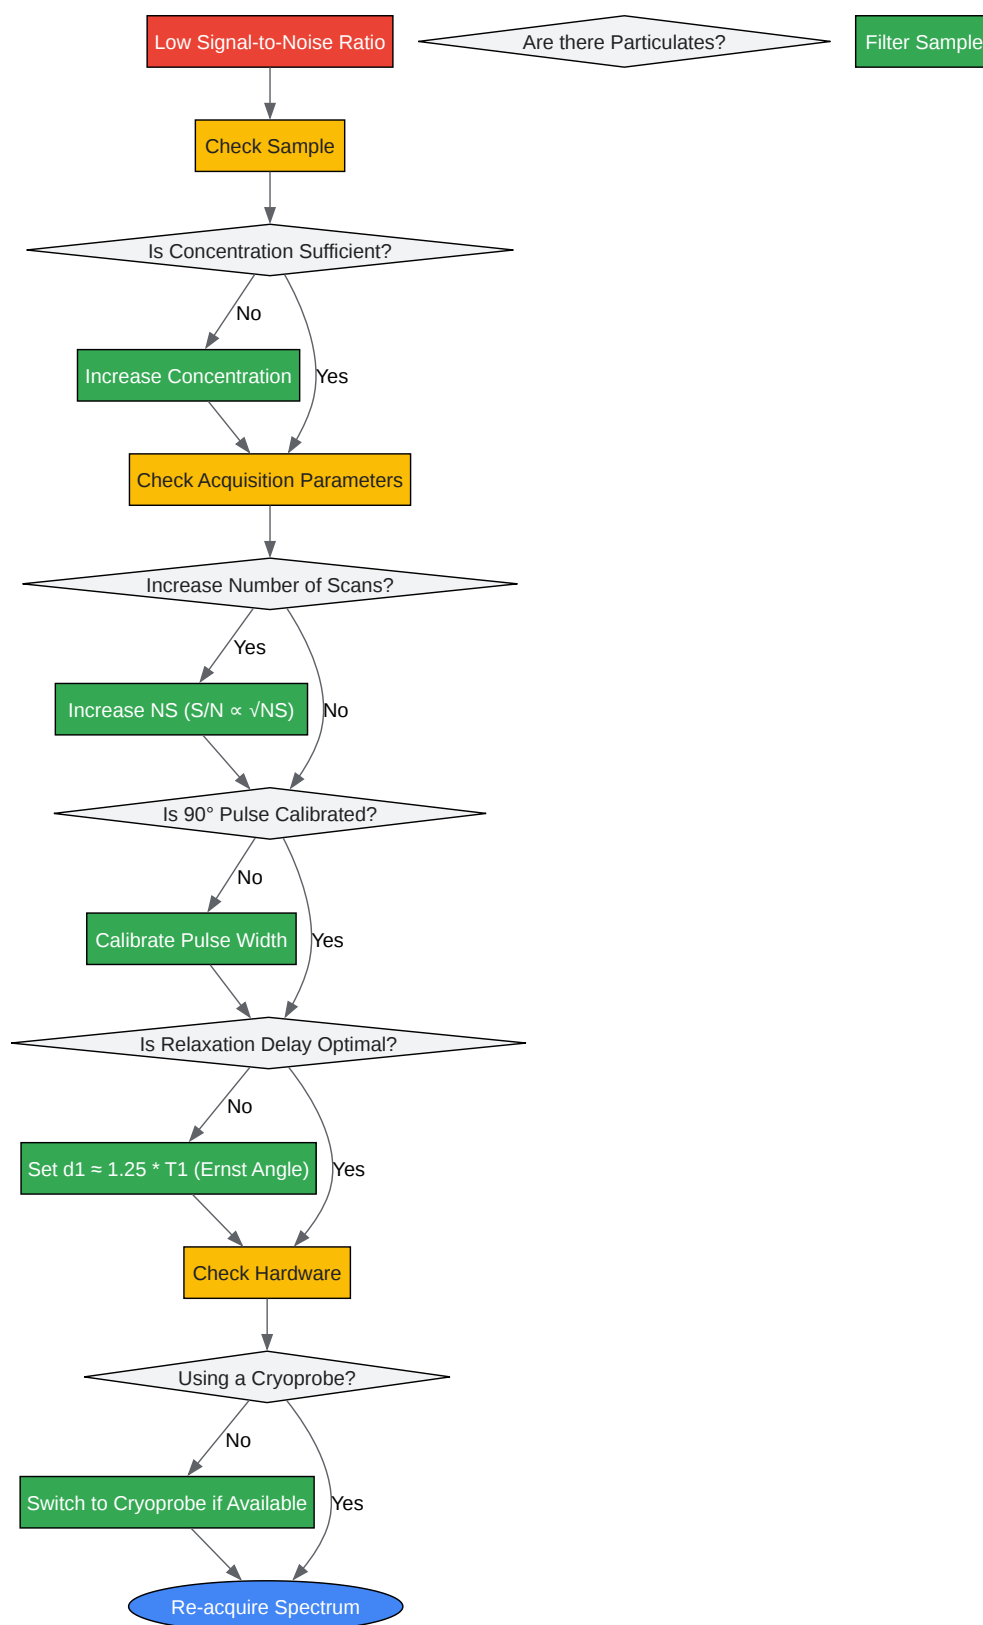 Low Signal-to-Noise Ratio
Are there Particulates?
Filter Sample
Check Sample
Is Concentration Sufficient?
No
Increase Concentration
Yes
Check Acquisition Parameters
Increase Number of Scans?
Yes
Increase NS (S/N ∝ √NS)
No
Is 90° Pulse Calibrated?
No
Calibrate Pulse Width
Yes
Is Relaxation Delay Optimal?
No
Set d1 ≈ 1.25 * T1 (Ernst Angle)
Yes
Check Hardware
Using a Cryoprobe?
No
Switch to Cryoprobe if Available
Yes
Re-acquire Spectrum